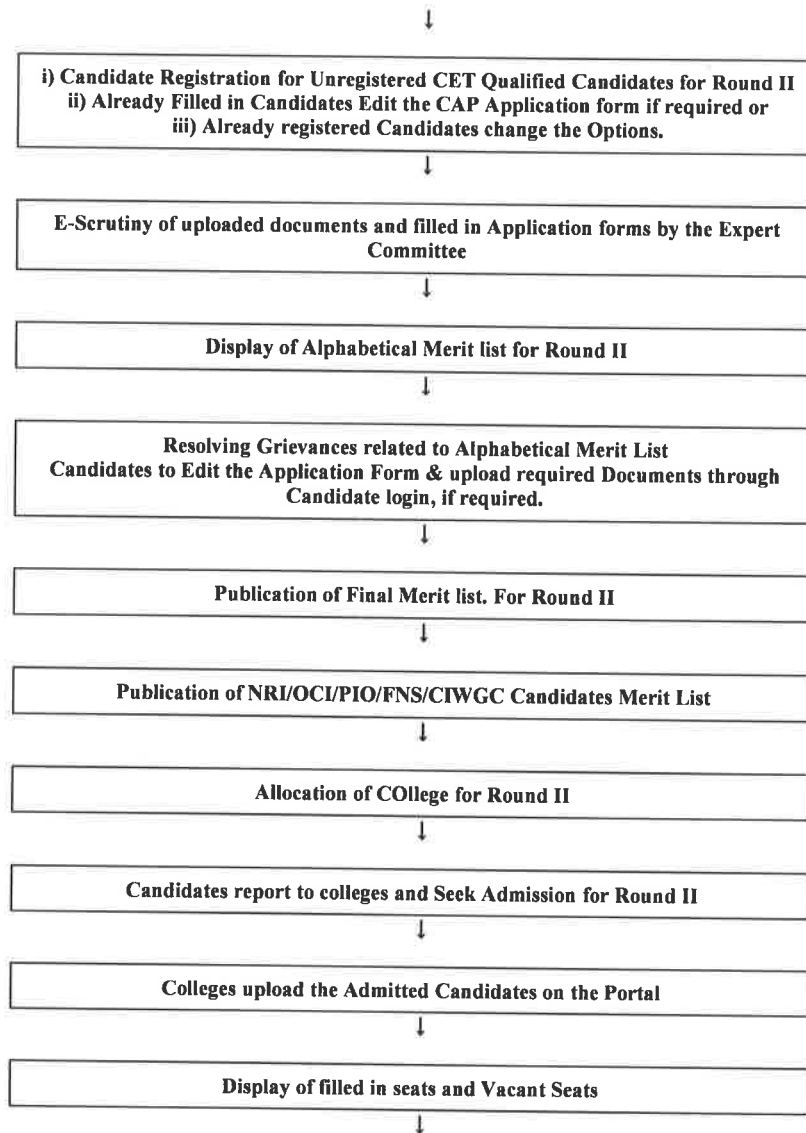 ↓
i) Candidate Registration for Unregistered CET Qualified Candidates for Round II
ii) Already Filled in Candidates Edit the CAP Application form if required or
iii) Already registered Candidates change the Options.
↓
E-Scrutiny of uploaded documents and filled in Application forms by the Expert
Committee
↓
Display of Alphabetical Merit list for Round II
↓
Resolving Grievances related to Alphabetical Merit List
Candidates to Edit the Application Form & upload required Documents through
Candidate login, if required.
↓
Publication of Final Merit list. For Round II
↓
Publication of NRI/OCI/PIO/FNS/CIWGC Candidates Merit List
↓
Allocation of COllege for Round II
↓
Candidates report to colleges and Seek Admission for Round II
↓
Colleges upload the Admitted Candidates on the Portal
↓
Display of filled in seats and Vacant Seats
↓